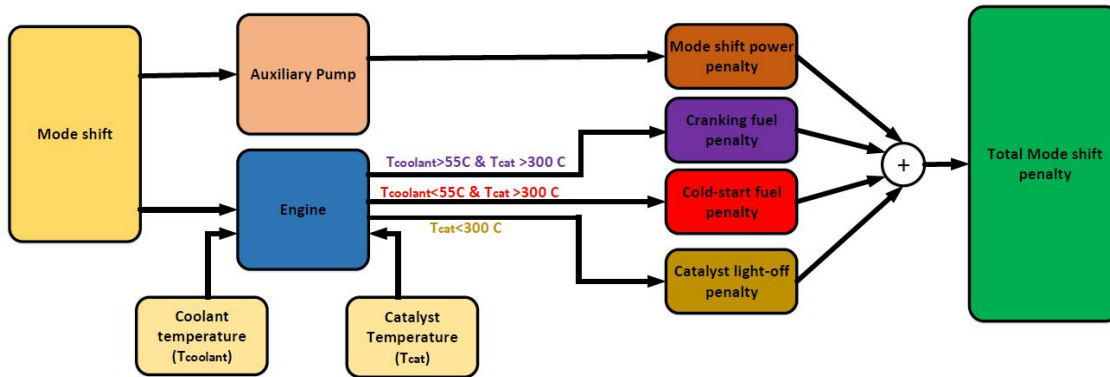 Mode shift
Auxiliary Pump
Engine
Coolant
temperature
(Tcoolant)
Catalyst
Temperature
(Tcat)
Tcoolant>55C & Tcat >300 C
Tcoolant<55C & Tcat >300 C
Tcat<300 C
Mode shift power
penalty
Cranking fuel
penalty
Cold-start fuel
penalty
Catalyst light-off
penalty
+
Total Mode shift
penalty